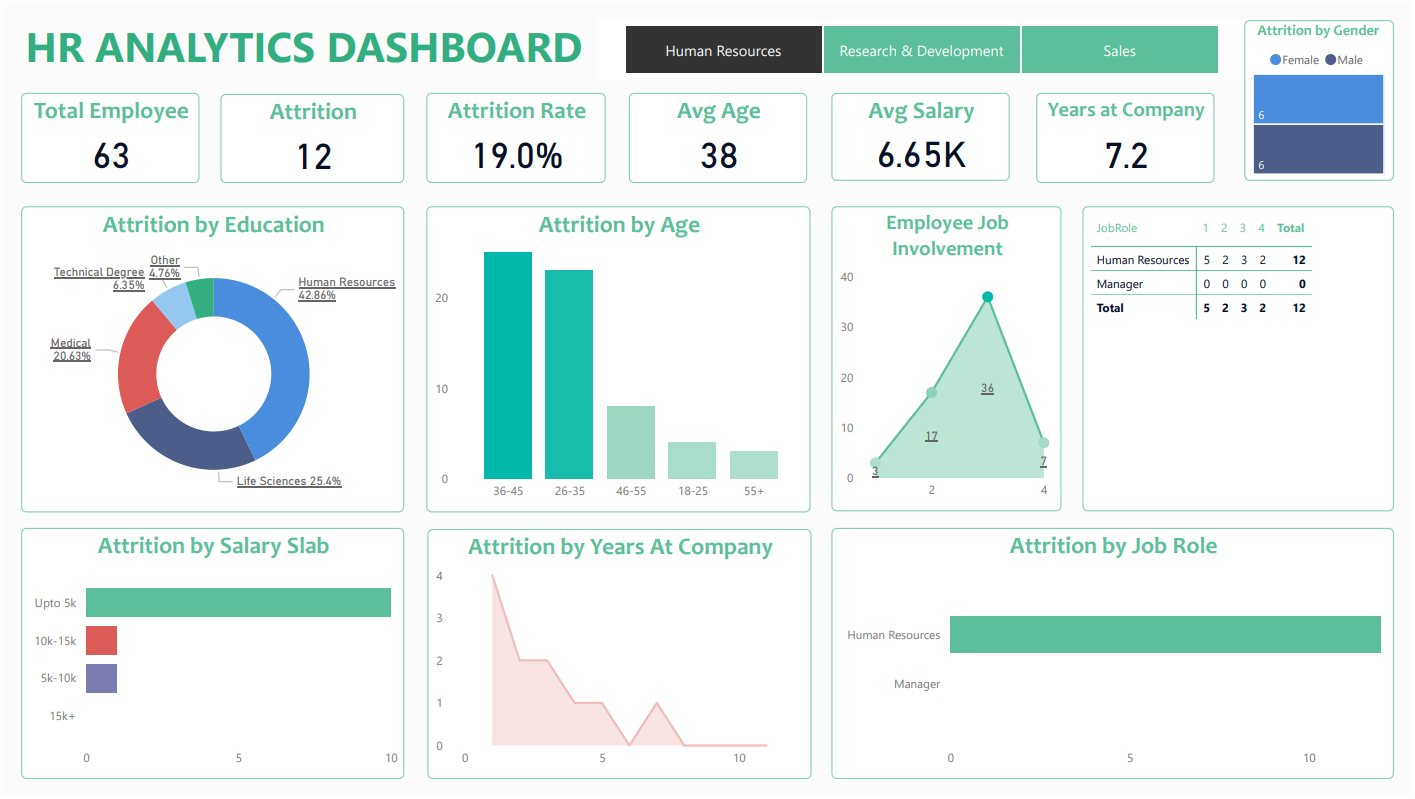 HR ANALYTICS DASHBOARD
Human Resources
Research & Development
Sales
Attrition by Gender
Female Male
6
6
Total Employee
63
Attrition
12
Attrition Rate
19.0%
Avg Age
38
Avg Salary
6.65K
Years at Company
7.2
Attrition by Education
Other
4.76%
Technical Degree
6.35%
Human Resources
42.86%
Medical
20.63%
Life Sciences 25.4%
Attrition by Age
20
10
0
36-45 26-35 46-55 18-25 55+
Employee Job
Involvement
40
30
20
10
0
36
17
3
7
2 4
JobRole 1 2 3 4 Total
Human Resources 5 2 3 2 12
Manager 0 0 0 0 0
Total 5 2 3 2 12
Attrition by Salary Slab
Upto 5k
10k-15k
5k-10k
15k+
0 5 10
Attrition by Years At Company
4
3
2
1
0
0 5 10
Attrition by Job Role
Human Resources
Manager
0 5 10